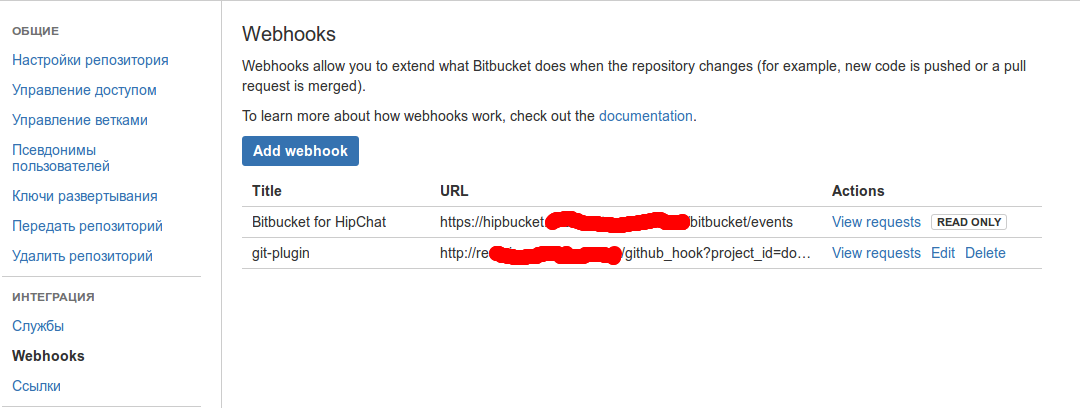 ОБЩИЕ
Настройки репозитория
Управление доступом
Управление ветками
Псевдонимы
пользователей
Ключи развертывания
Передать репозиторий
Удалить репозиторий
ИНТЕГРАЦИЯ
Службы
Webhooks
Ссылки
Webhooks
Webhooks allow you to extend what Bitbucket does when the repository changes (for example, new code is pushed or a pull
request is merged).
To learn more about how webhooks work, check out the documentation.
Add webhook
Title URL Actions
Bitbucket for HipChat https://hipbucket /bitbucket/events View requests READ ONLY
git-plugin http://re /github_hook?project_id=do... View requests Edit Delete